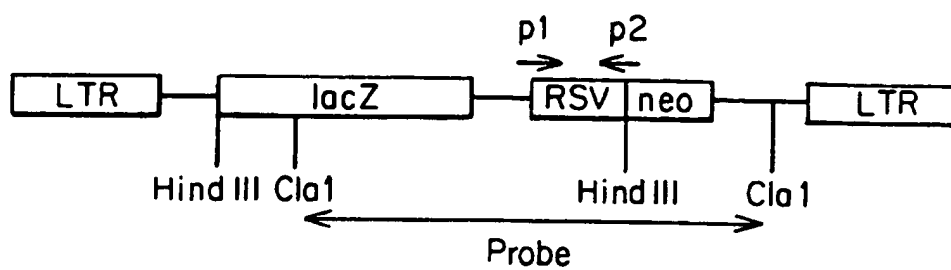 p1 p2
LTR lacZ RSV neo LTR
Hind III Cla1 Hind III Cla1
Probe